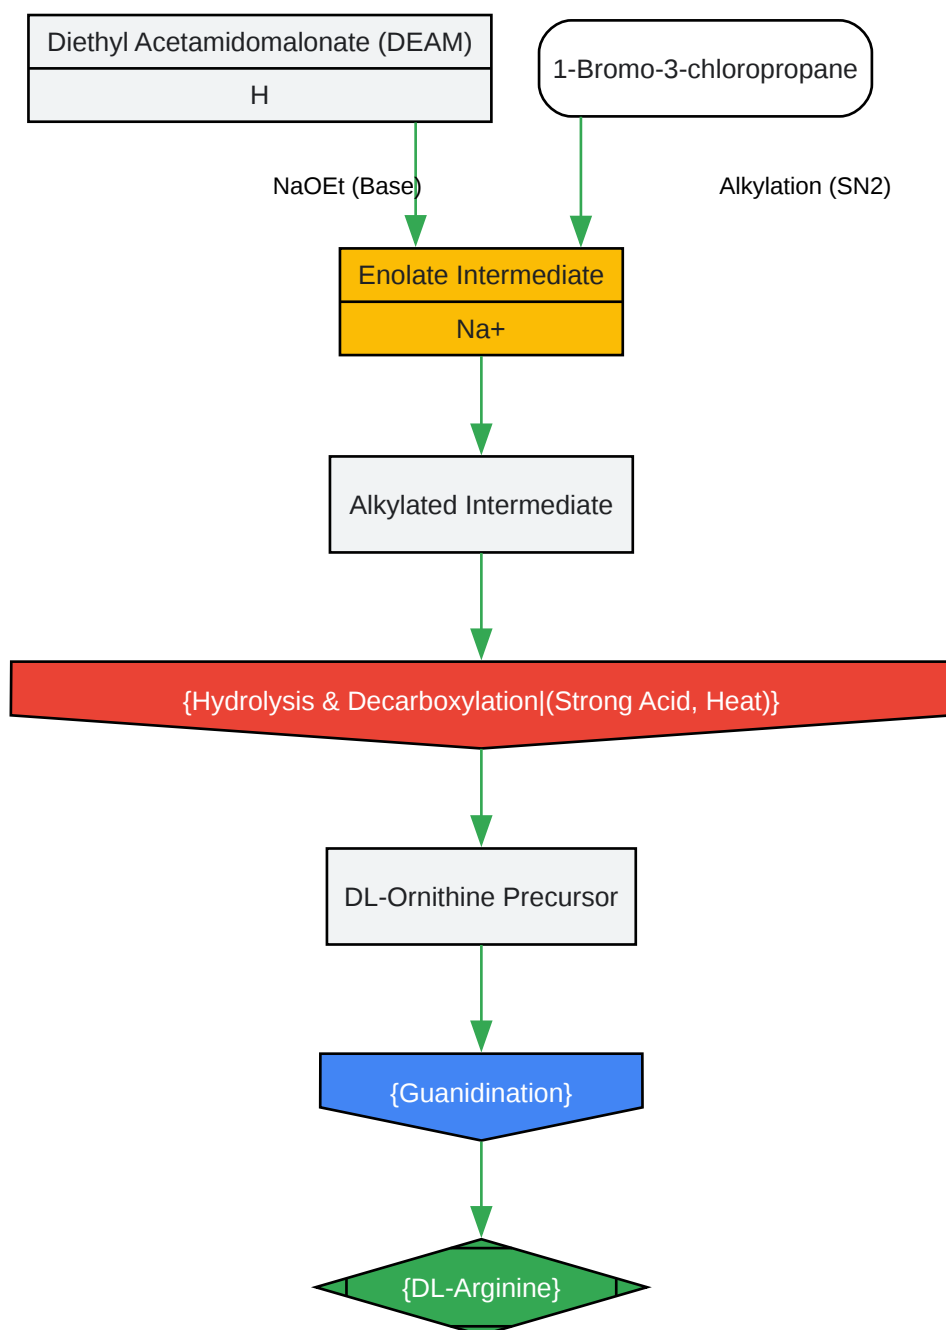 Diethyl Acetamidomalonate (DEAM)
H
1-Bromo-3-chloropropane
NaOEt (Base)
Alkylation (SN2)
Enolate Intermediate
Na+
Alkylated Intermediate
{Hydrolysis & Decarboxylation|(Strong Acid, Heat)}
DL-Ornithine Precursor
{Guanidination}
{DL-Arginine}